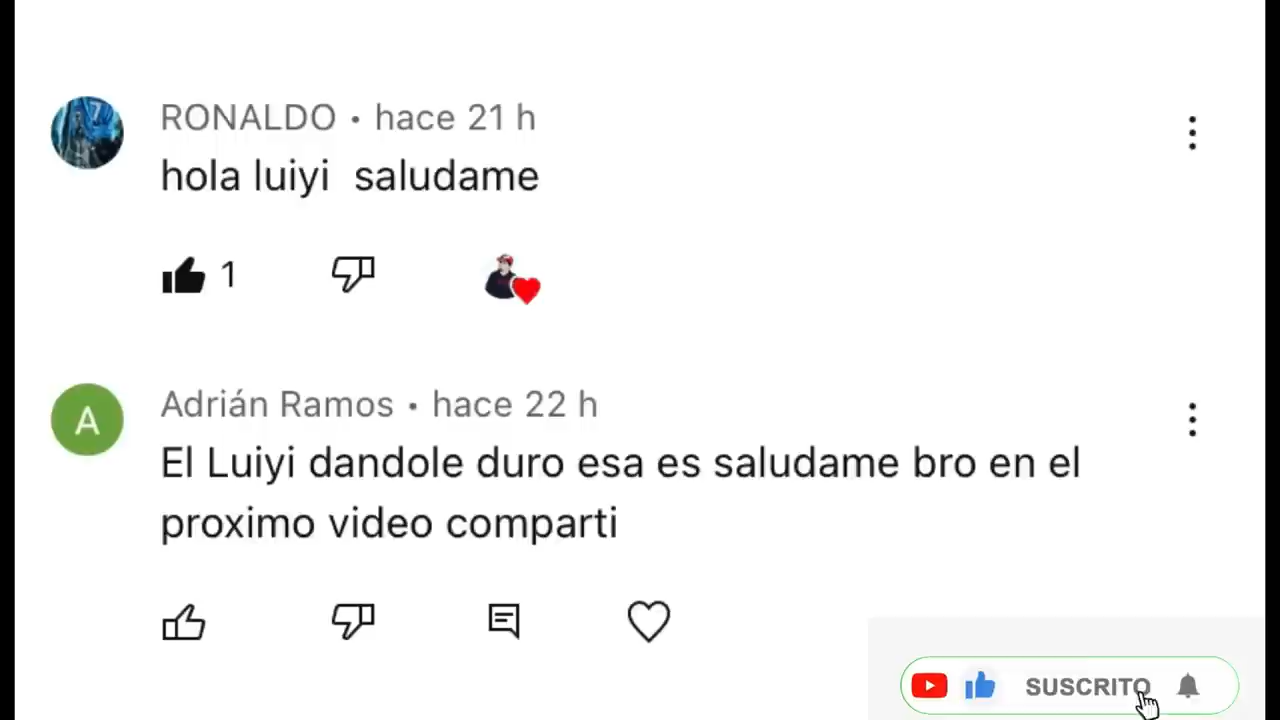 RONALDO • hace 21 h
hola luiyi saludame
1
A
Adrián Ramos • hace 22 h
El Luiyi dandole duro esa es saludame bro en el
proximo video comparti
SUSCRITO